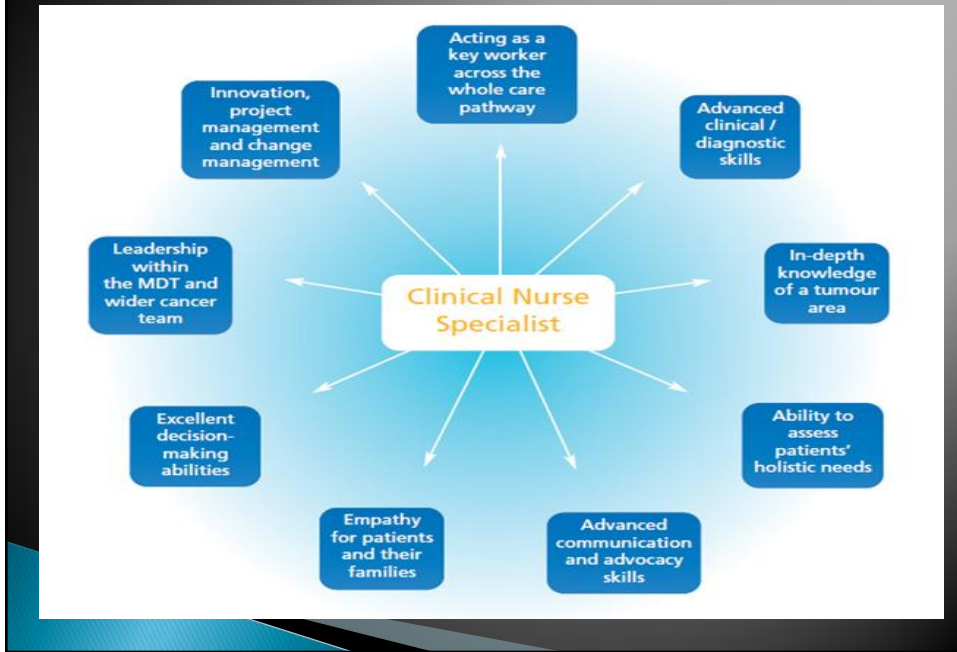 Acting as a
key worker
across the
whole care
pathway
Innovation,
project
management
and change
management
Advanced
clinical /
diagnostic
skills
Leadership
within
the MDT and
wider cancer
team
Clinical Nurse
Specialist
In-depth
knowledge
of a tumour
area
Excellent
decision-
making
abilities
Ability to
assess
patients’
holistic needs
Empathy
for patients
and their
families
Advanced
communication
and advocacy
skills